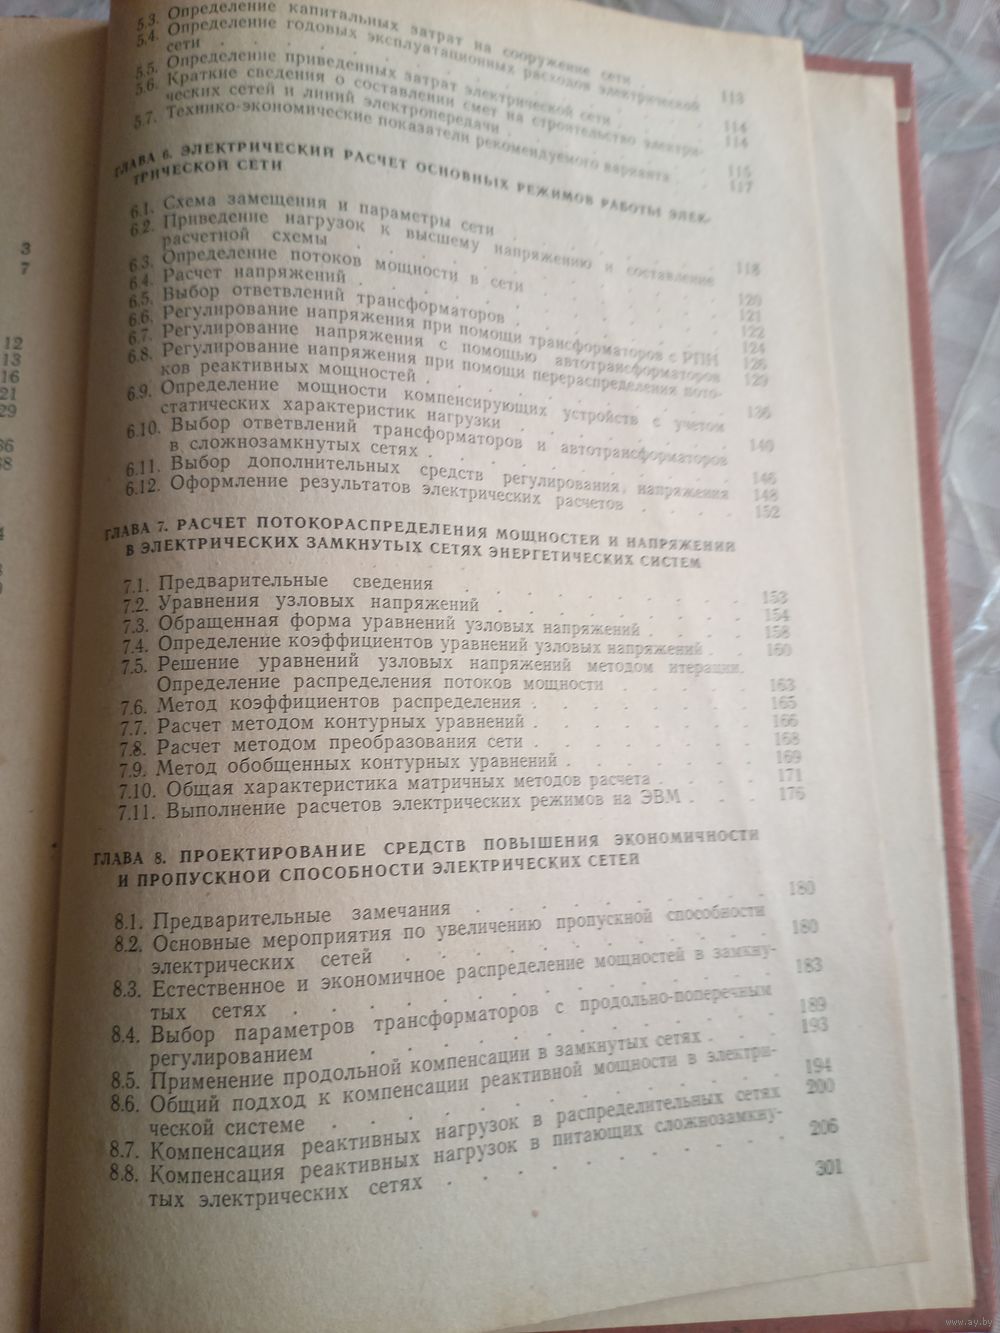 3
7
12
13
16
21
29
66
68
5.3. Определение капитальных затрат на сооружение сети . . . 113
5.4. Определение годовых эксплуатационных расходов электрической
сети . . . 114
5.5. Определение приведенных затрат электрической сети . . . 114
5.6. Краткие сведения о составлении смет на строительство электри-
ческих сетей и линий электропередачи . . . 115
5.7. Технико-экономические показатели рекомендуемого варианта . . . 117
ГЛАВА 6. ЭЛЕКТРИЧЕСКИЙ РАСЧЕТ ОСНОВНЫХ РЕЖИМОВ РАБОТЫ ЭЛЕК-
ТРИЧЕСКОЙ СЕТИ
6.1. Схема замещения и параметры сети . . . 118
6.2. Приведение нагрузок к высшему напряжению и составление
расчетной схемы . . . 120
6.3. Определение потоков мощности в сети . . . 121
6.4. Расчет напряжений . . . 122
6.5. Выбор ответвлений трансформаторов . . . 124
6.6. Регулирование напряжения при помощи трансформаторов с РПН 126
6.7. Регулирование напряжения с помощью автотрансформаторов 129
6.8. Регулирование напряжения при помощи перераспределения пото-
ков реактивных мощностей . . . 136
6.9. Определение мощности компенсирующих устройств с учетом
статических характеристик нагрузки . . . 140
6.10. Выбор ответвлений трансформаторов и автотрансформаторов
в сложнозамкнутых сетях . . . 146
6.11. Выбор дополнительных средств регулирования напряжения 148
6.12. Оформление результатов электрических расчетов . . . 152
ГЛАВА 7. РАСЧЕТ ПОТОКОРАСПРЕДЕЛЕНИЯ МОЩНОСТЕЙ И НАПРЯЖЕНИЙ
В ЭЛЕКТРИЧЕСКИХ ЗАМКНУТЫХ СЕТЯХ ЭНЕРГЕТИЧЕСКИХ СИСТЕМ
7.1. Предварительные сведения . . . 153
7.2. Уравнения узловых напряжений . . . 154
7.3. Обращенная форма уравнений узловых напряжений . . . 158
7.4. Определение коэффициентов уравнений узловых напряжений . . 160
7.5. Решение уравнений узловых напряжений методом итерации.
Определение распределения потоков мощности . . . 163
7.6. Метод коэффициентов распределения . . . 165
7.7. Расчет методом контурных уравнений . . . 166
7.8. Расчет методом преобразования сети . . . 168
7.9. Метод обобщенных контурных уравнений . . . 169
7.10. Общая характеристика матричных методов расчета . . . 171
7.11. Выполнение расчетов электрических режимов на ЭВМ . . . 176
ГЛАВА 8. ПРОЕКТИРОВАНИЕ СРЕДСТВ ПОВЫШЕНИЯ ЭКОНОМИЧНОСТИ
И ПРОПУСКНОЙ СПОСОБНОСТИ ЭЛЕКТРИЧЕСКИХ СЕТЕЙ
8.1. Предварительные замечания . . . 180
8.2. Основные мероприятия по увеличению пропускной способности
электрических сетей . . . 180
8.3. Естественное и экономичное распределение мощностей в замкну-
тых сетях . . . 183
8.4. Выбор параметров трансформаторов с продольно-поперечным
регулированием . . . 189
8.5. Применение продольной компенсации в замкнутых сетях . . . 193
8.6. Общий подход к компенсации реактивной мощности в электри-
ческой системе . . . 194
8.7. Компенсация реактивных нагрузок в распределительных сетях 200
8.8. Компенсация реактивных нагрузок в питающих сложнозамкну-
тых электрических сетях . . . 206
301
www.ay.by